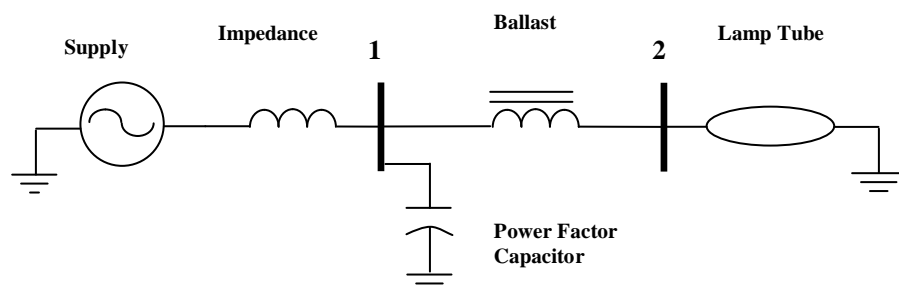 Supply
Impedance
1
Ballast
2
Lamp Tube
Power Factor
Capacitor